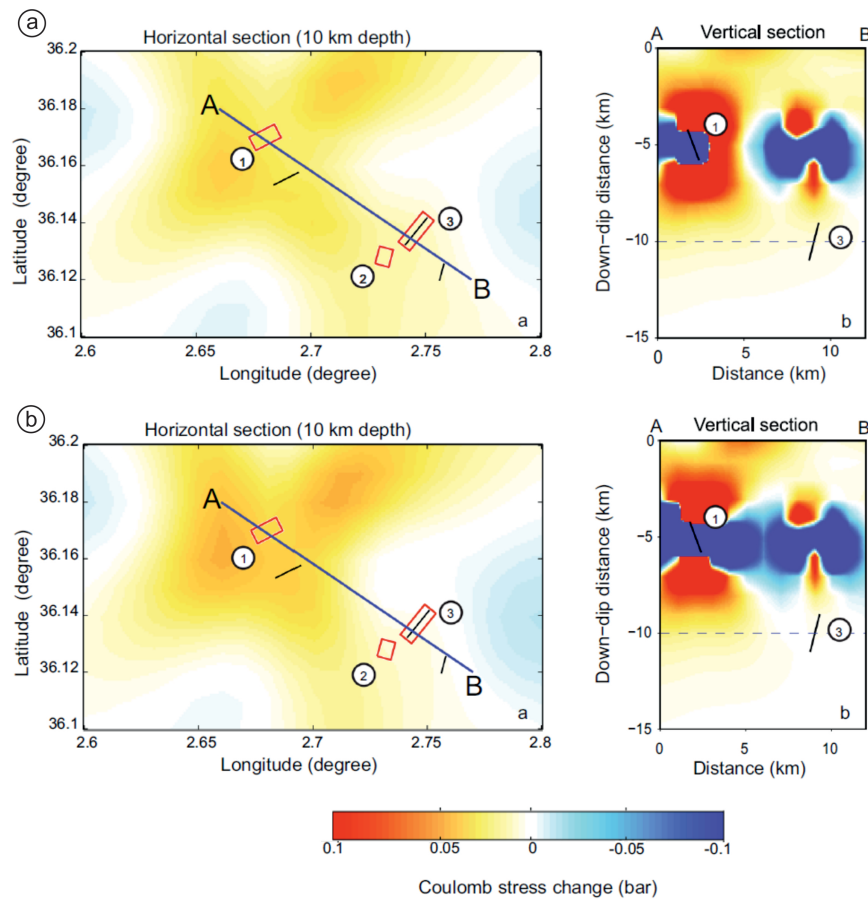 a
Horizontal section (10 km depth)
Vertical section
A
B
36.2
36.18
36.16
36.14
36.12
36.1
Latitude (degree)
A
B
1
2
3
a
2.6
2.65
2.7
2.75
2.8
Longitude (degree)
0
−5
−10
−15
Down−dip distance (km)
1
3
b
0
5
10
Distance (km)
b
Horizontal section (10 km depth)
Vertical section
A
B
36.2
36.18
36.16
36.14
36.12
36.1
Latitude (degree)
A
B
1
2
3
a
2.6
2.65
2.7
2.75
2.8
Longitude (degree)
0
−5
−10
−15
Down−dip distance (km)
1
3
b
0
5
10
Distance (km)
0.1
0.05
0
-0.05
-0.1
Coulomb stress change (bar)